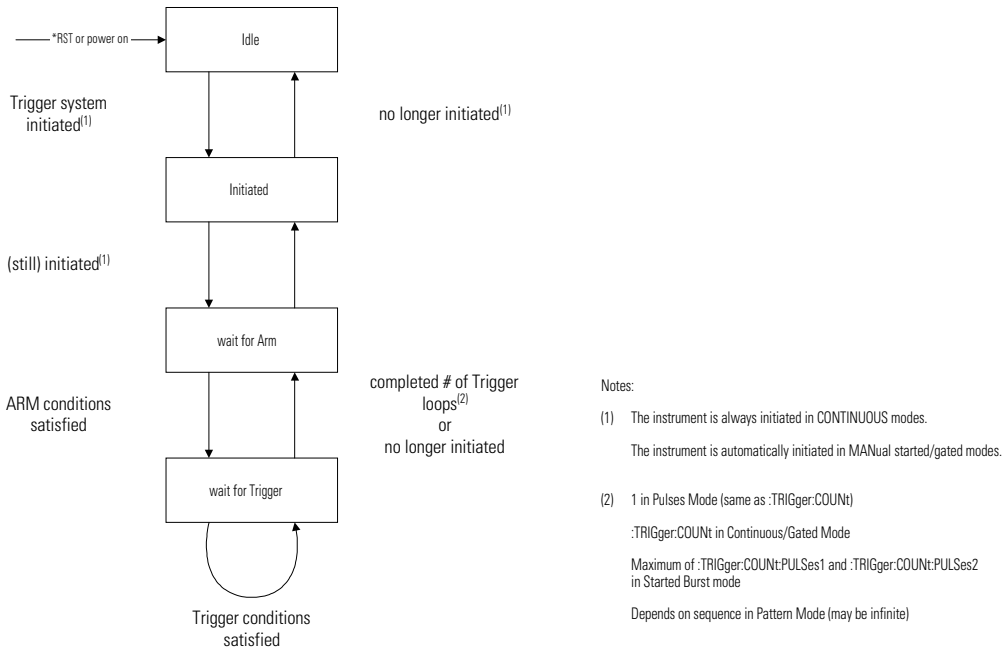 *RST or power on
Idle
Trigger system
initiated(1)
no longer initiated(1)
Initiated
(still) initiated(1)
wait for Arm
ARM conditions
satisfied
completed # of Trigger
loops(2)
or
no longer initiated
wait for Trigger
Trigger conditions
satisfied
Notes:
(1) The instrument is always initiated in CONTINUOUS modes.
The instrument is automatically initiated in MANual started/gated modes.
(2) 1 in Pulses Mode (same as :TRIGger:COUNt)
:TRIGger:COUNt in Continuous/Gated Mode
Maximum of :TRIGger:COUNt:PULSes1 and :TRIGger:COUNt:PULSes2
in Started Burst mode
Depends on sequence in Pattern Mode (may be infinite)